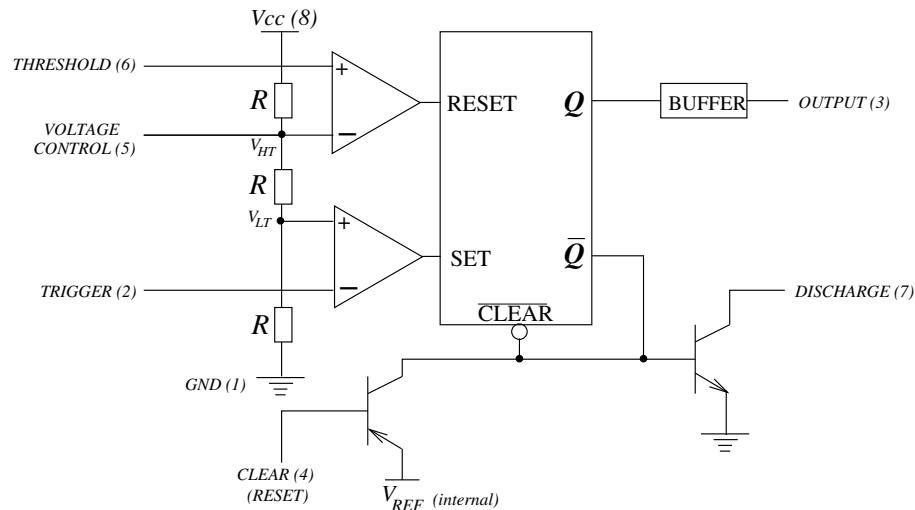 Vcc (8)
THRESHOLD (6)
+
R
RESET
Q
BUFFER
OUTPUT (3)
VOLTAGE
CONTROL (5)
V_HT
−
R
V_LT
+
SET
Q̅
TRIGGER (2)
−
DISCHARGE (7)
R
C̅L̅E̅A̅R̅
GND (1)
CLEAR (4)
(RESET)
V_REF (internal)